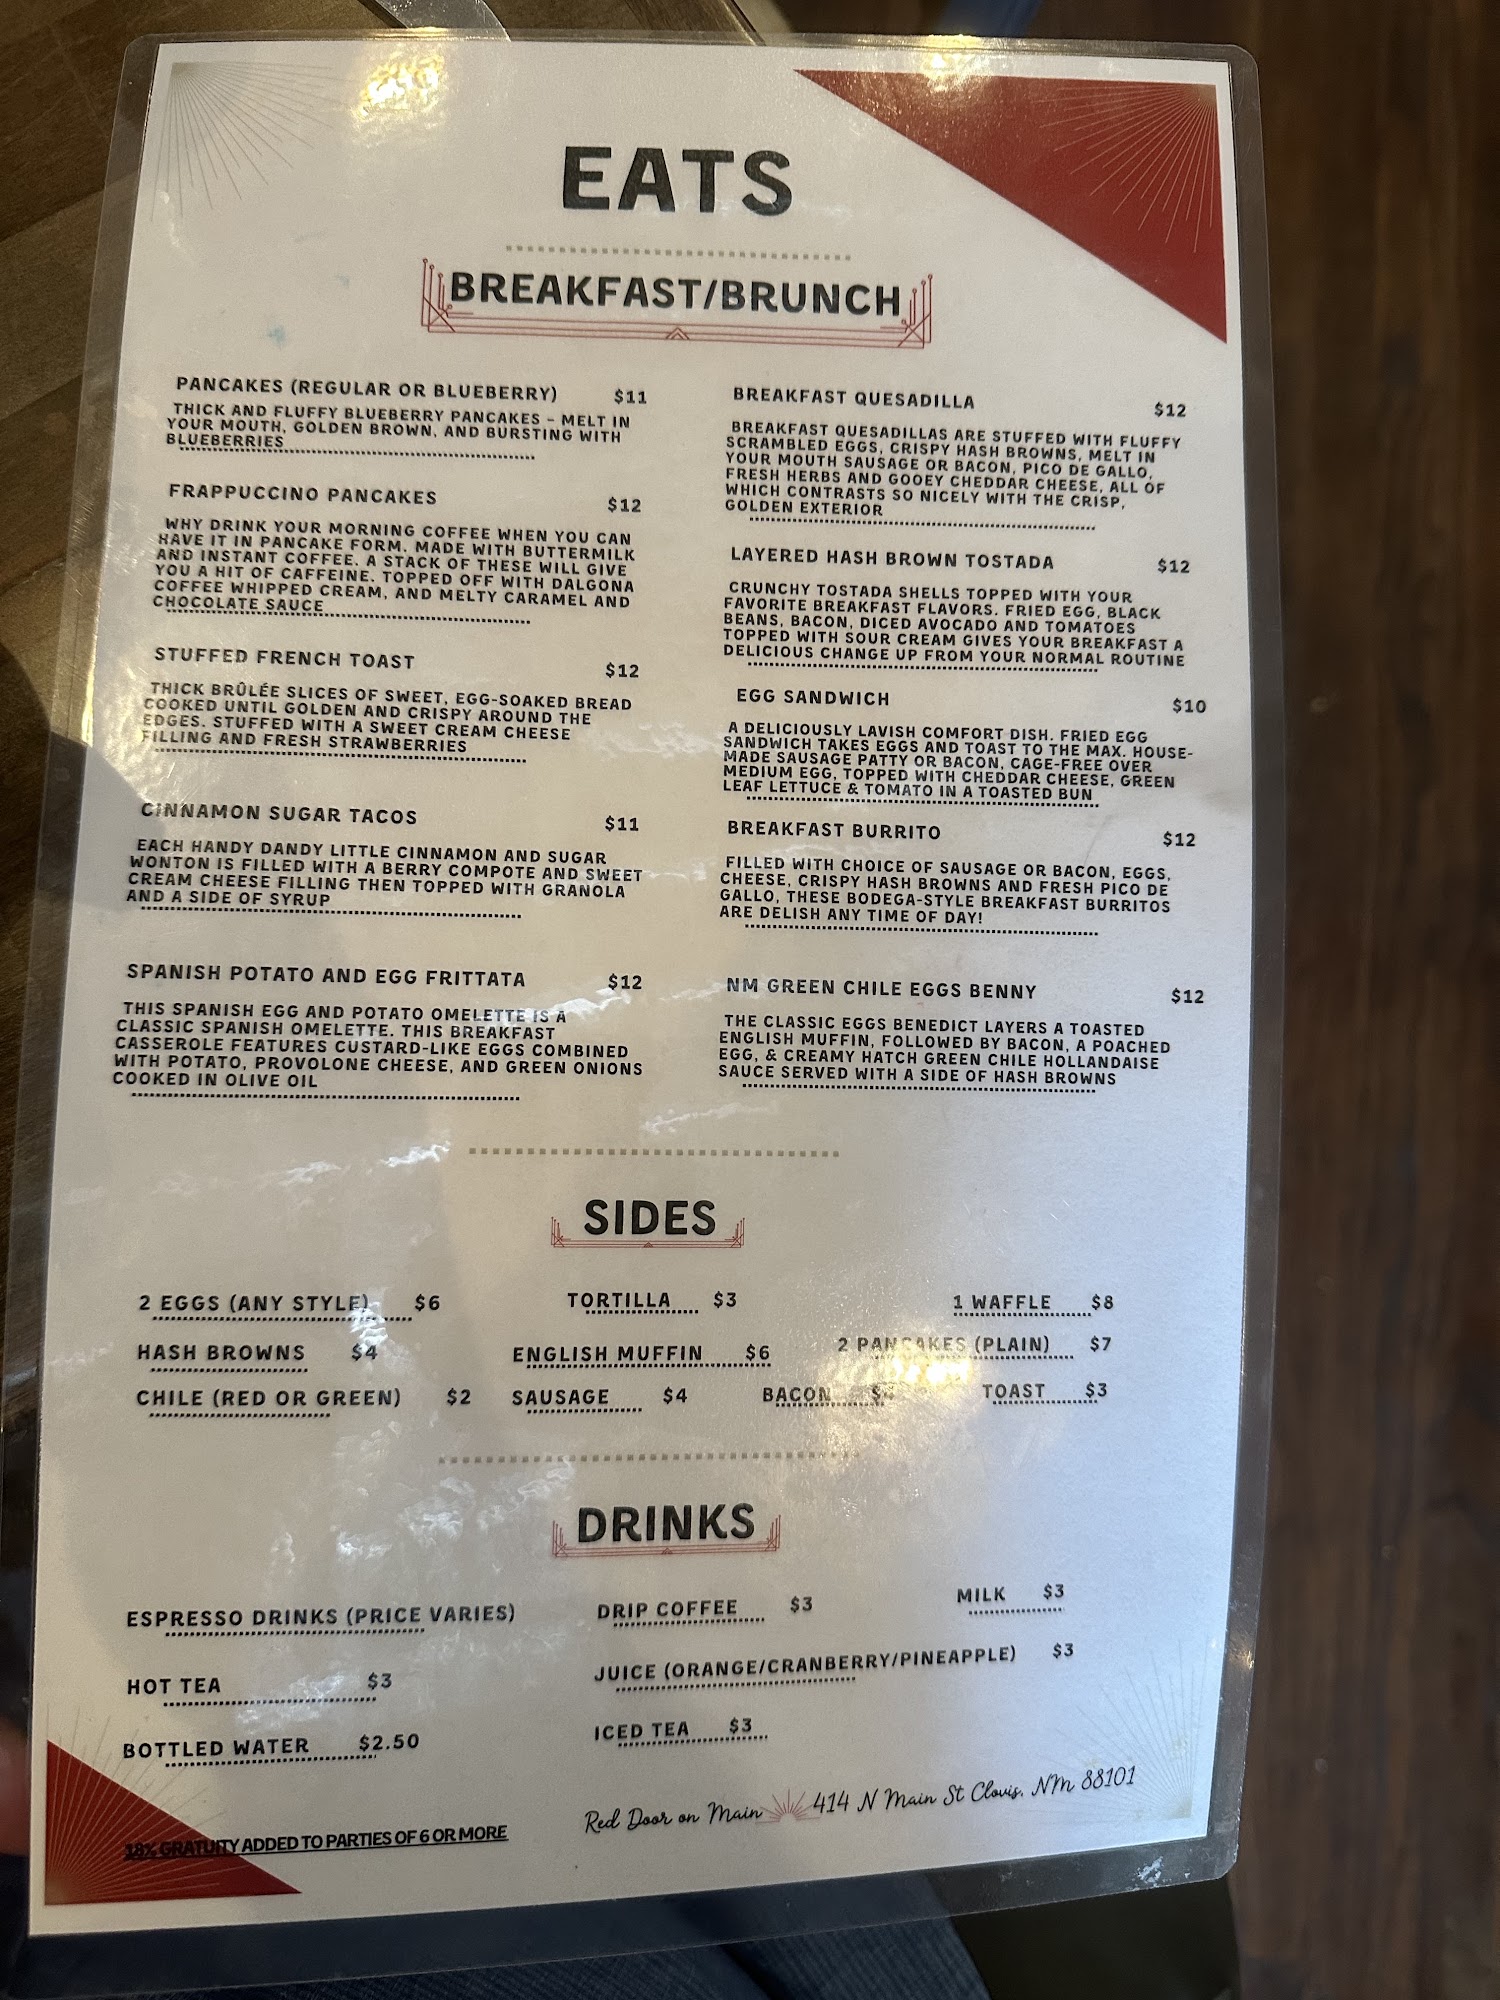 EATS
BREAKFAST/BRUNCH
PANCAKES (REGULAR OR BLUEBERRY) $11
THICK AND FLUFFY BLUEBERRY PANCAKES – MELT IN
YOUR MOUTH, GOLDEN BROWN, AND BURSTING WITH
BLUEBERRIES
FRAPPUCCINO PANCAKES $12
WHY DRINK YOUR MORNING COFFEE WHEN YOU CAN
HAVE IT IN PANCAKE FORM. MADE WITH BUTTERMILK
AND INSTANT COFFEE. A STACK OF THESE WILL GIVE
YOU A HIT OF CAFFEINE. TOPPED OFF WITH DALGONA
COFFEE WHIPPED CREAM, AND MELTY CARAMEL AND
CHOCOLATE SAUCE
STUFFED FRENCH TOAST $12
THICK BRÛLÉE SLICES OF SWEET, EGG-SOAKED BREAD
COOKED UNTIL GOLDEN AND CRISPY AROUND THE
EDGES. STUFFED WITH A SWEET CREAM CHEESE
FILLING AND FRESH STRAWBERRIES
CINNAMON SUGAR TACOS $11
EACH HANDY DANDY LITTLE CINNAMON AND SUGAR
WONTON IS FILLED WITH A BERRY COMPOTE AND SWEET
CREAM CHEESE FILLING THEN TOPPED WITH GRANOLA
AND A SIDE OF SYRUP
SPANISH POTATO AND EGG FRITTATA $12
THIS SPANISH EGG AND POTATO OMELETTE IS A
CLASSIC SPANISH OMELETTE. THIS BREAKFAST
CASSEROLE FEATURES CUSTARD-LIKE EGGS COMBINED
WITH POTATO, PROVOLONE CHEESE, AND GREEN ONIONS
COOKED IN OLIVE OIL
BREAKFAST QUESADILLA $12
BREAKFAST QUESADILLAS ARE STUFFED WITH FLUFFY
SCRAMBLED EGGS, CRISPY HASH BROWNS, MELT IN
YOUR MOUTH SAUSAGE OR BACON, PICO DE GALLO,
FRESH HERBS AND GOOEY CHEDDAR CHEESE, ALL OF
WHICH CONTRASTS SO NICELY WITH THE CRISP,
GOLDEN EXTERIOR
LAYERED HASH BROWN TOSTADA $12
CRUNCHY TOSTADA SHELLS TOPPED WITH YOUR
FAVORITE BREAKFAST FLAVORS. FRIED EGG, BLACK
BEANS, BACON, DICED AVOCADO AND TOMATOES
TOPPED WITH SOUR CREAM GIVES YOUR BREAKFAST A
DELICIOUS CHANGE UP FROM YOUR NORMAL ROUTINE
EGG SANDWICH $10
A DELICIOUSLY LAVISH COMFORT DISH. FRIED EGG
SANDWICH TAKES EGGS AND TOAST TO THE MAX. HOUSE-
MADE SAUSAGE PATTY OR BACON, CAGE-FREE OVER
MEDIUM EGG, TOPPED WITH CHEDDAR CHEESE, GREEN
LEAF LETTUCE & TOMATO IN A TOASTED BUN
BREAKFAST BURRITO $12
FILLED WITH CHOICE OF SAUSAGE OR BACON, EGGS,
CHEESE, CRISPY HASH BROWNS AND FRESH PICO DE
GALLO, THESE BODEGA-STYLE BREAKFAST BURRITOS
ARE DELISH ANY TIME OF DAY!
NM GREEN CHILE EGGS BENNY $12
THE CLASSIC EGGS BENEDICT LAYERS A TOASTED
ENGLISH MUFFIN, FOLLOWED BY BACON, A POACHED
EGG, & CREAMY HATCH GREEN CHILE HOLLANDAISE
SAUCE SERVED WITH A SIDE OF HASH BROWNS
SIDES
2 EGGS (ANY STYLE) $6 TORTILLA $3 1 WAFFLE $8
HASH BROWNS $4 ENGLISH MUFFIN $6 2 PANCAKES (PLAIN) $7
CHILE (RED OR GREEN) $2 SAUSAGE $4 BACON $4 TOAST $3
DRINKS
ESPRESSO DRINKS (PRICE VARIES) DRIP COFFEE $3 MILK $3
HOT TEA $3 JUICE (ORANGE/CRANBERRY/PINEAPPLE) $3
BOTTLED WATER $2.50 ICED TEA $3
Red Door on Main 414 N Main St Clovis, NM 88101
18% GRATUITY ADDED TO PARTIES OF 6 OR MORE